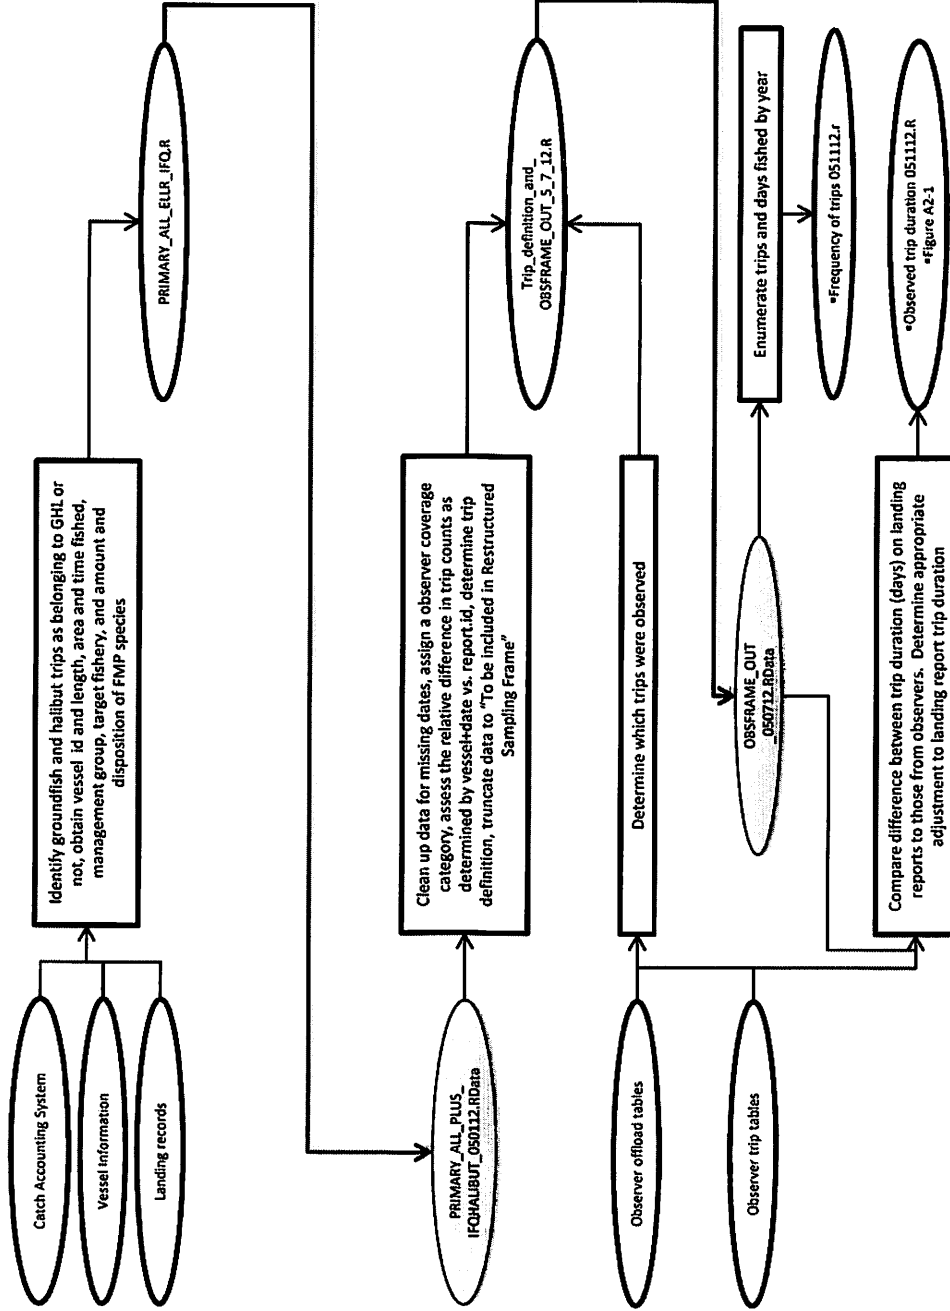 Catch Accounting System
Vessel Information
Landing records
Identify groundfish and halibut trips as belonging to GHL or
not, obtain vessel id and length, area and time fished,
management group, target fishery, and amount and
disposition of FMP species
PRIMARY_ALL_ELLR_IFQ.R
PRIMARY_ALL_PLUS_
IFQHALIBUT_050112.RData
Clean up data for missing dates, assign a observer coverage
category, assess the relative difference in trip counts as
determined by vessel+date vs. report.id, determine trip
definition, truncate data to "To be included in Restructured
Sampling Frame"
Trip_definition_and_
OBSFRAME_OUT_5_7_12.R
Observer offload tables
Observer trip tables
Determine which trips were observed
OBSFRAME_OUT
_050712.RData
Enumerate trips and days fished by year
•Frequency of trips 051112.r
Compare difference between trip duration (days) on landing
reports to those from observers. Determine appropriate
adjustment to landing report trip duration
•Observed trip duration 051112.R
•Figure A2-1